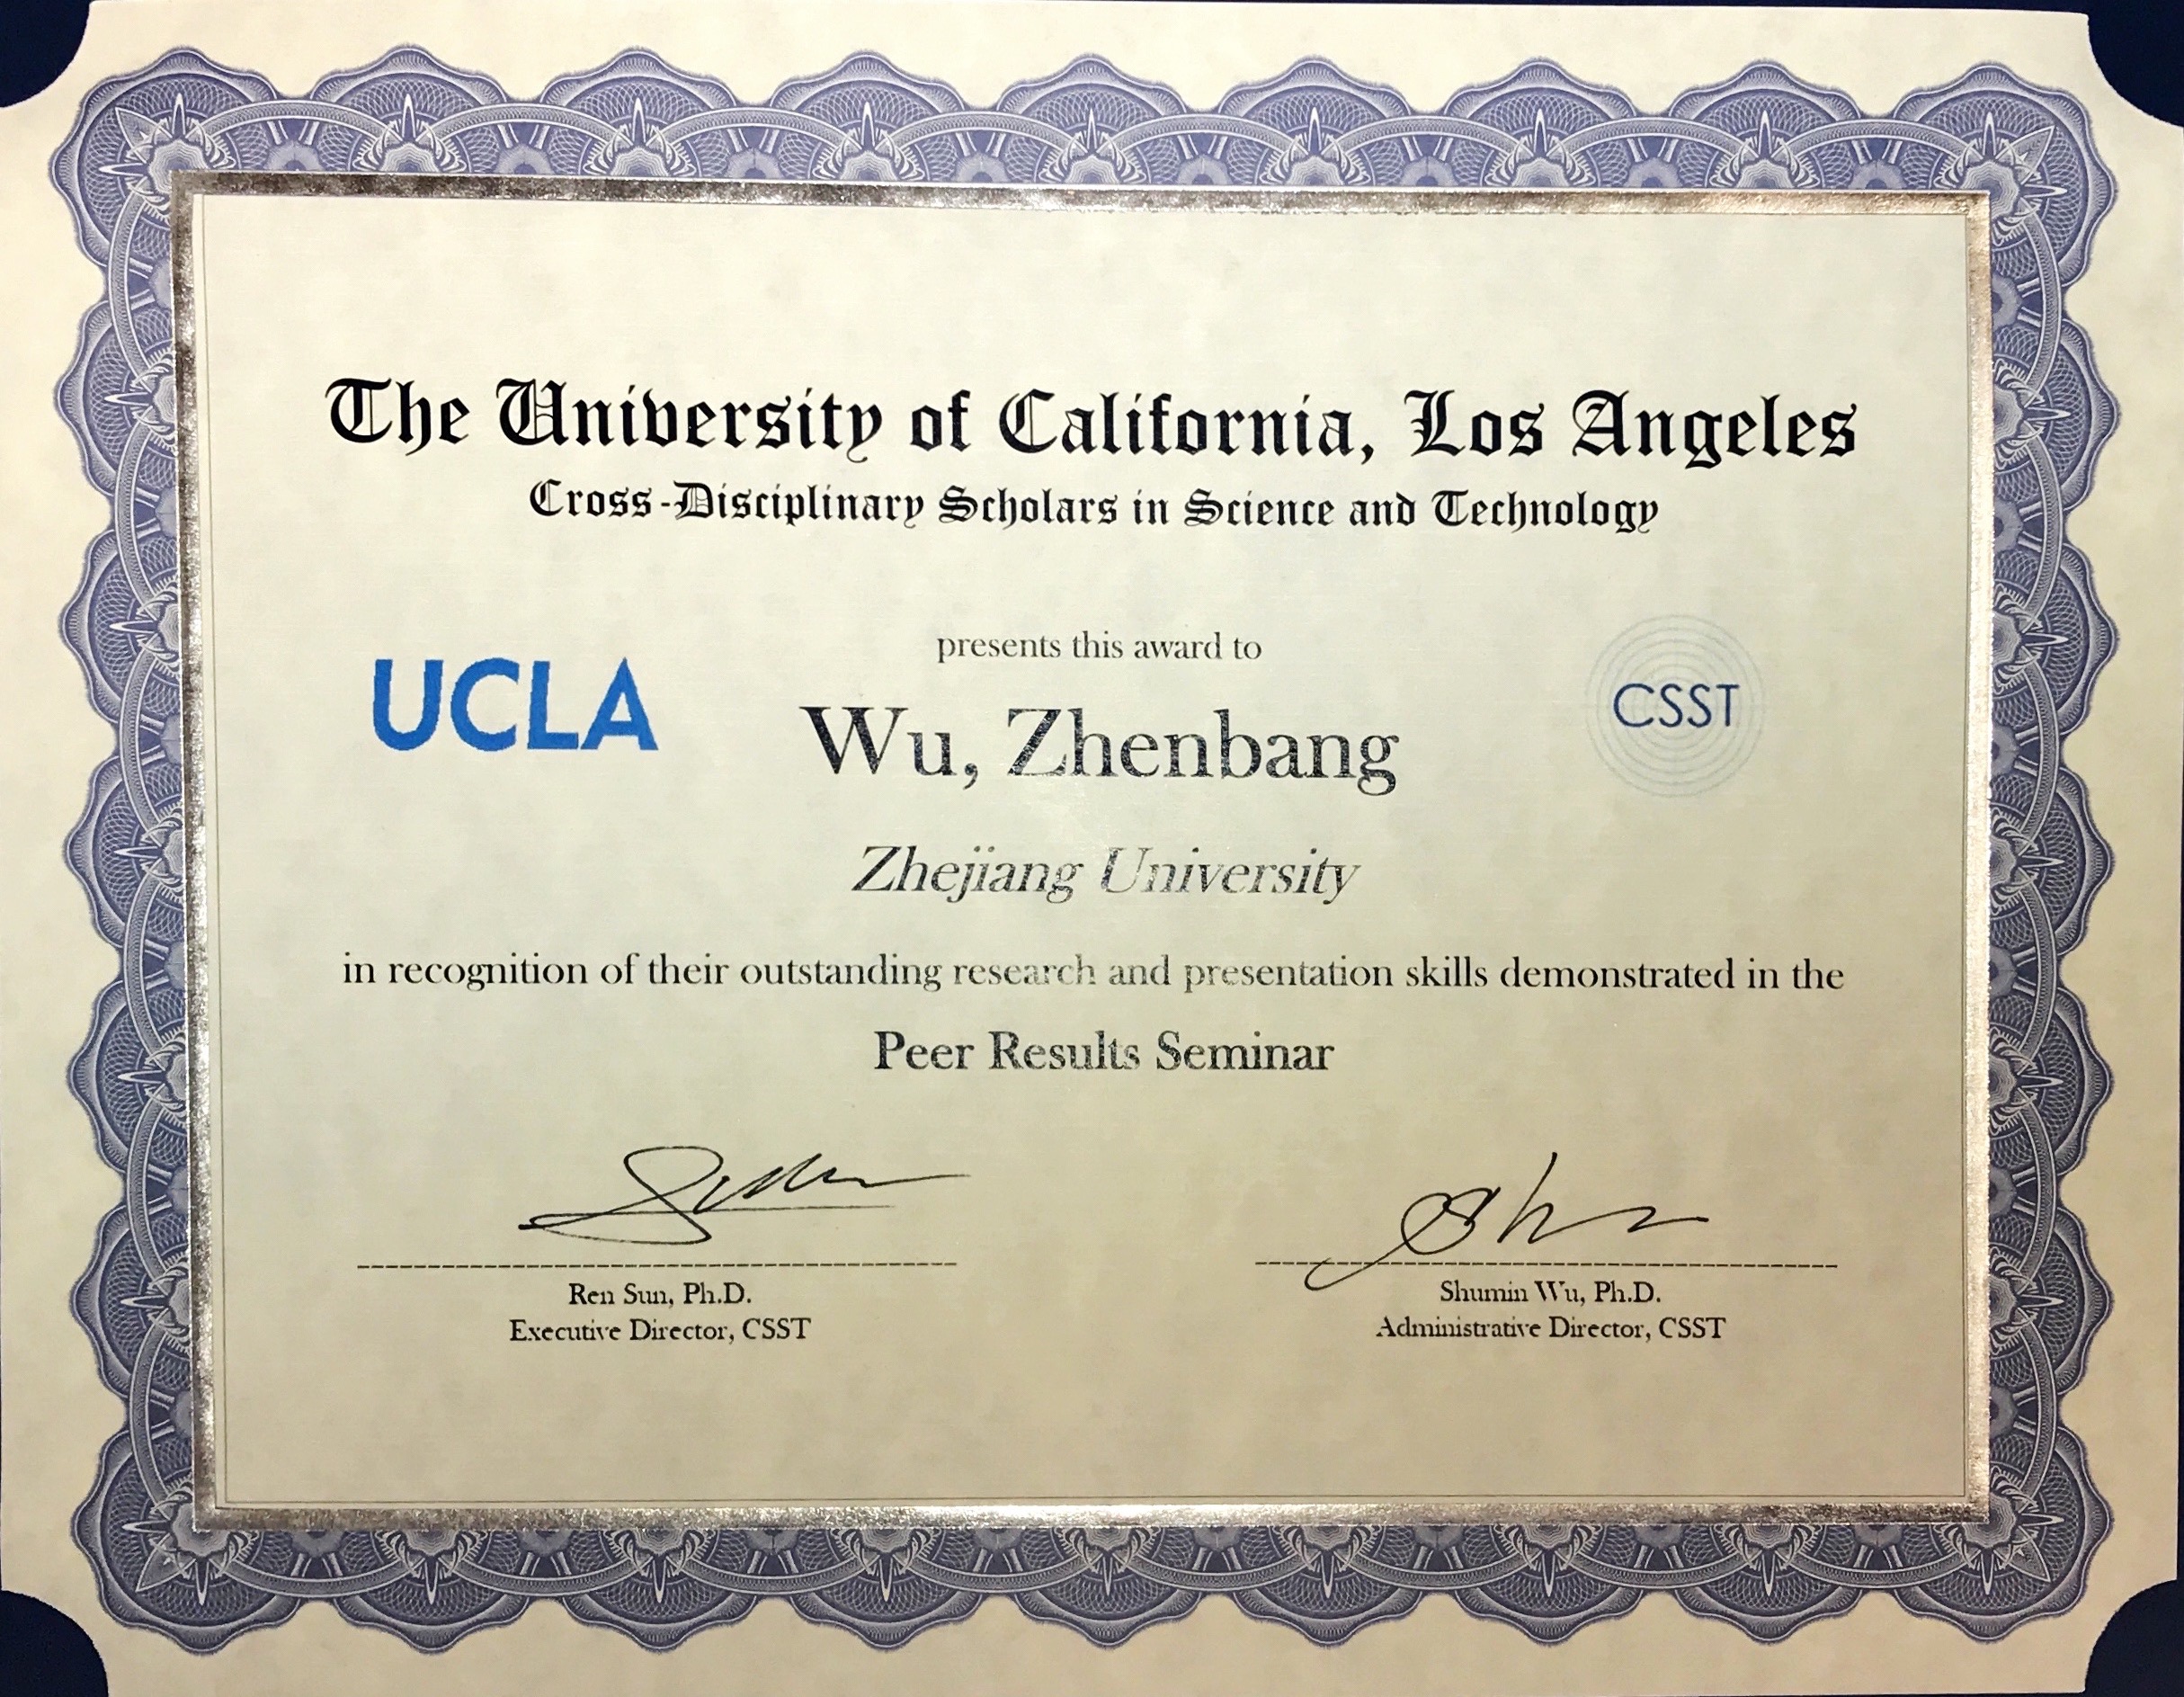 The University of California, Los Angeles
Cross-Disciplinary Scholars in Science and Technology
presents this award to
UCLA
Wu, Zhenbang
CSST
Zhejiang University
in recognition of their outstanding research and presentation skills demonstrated in the
Peer Results Seminar
Ren Sun, Ph.D.
Executive Director, CSST
Shumin Wu, Ph.D.
Administrative Director, CSST